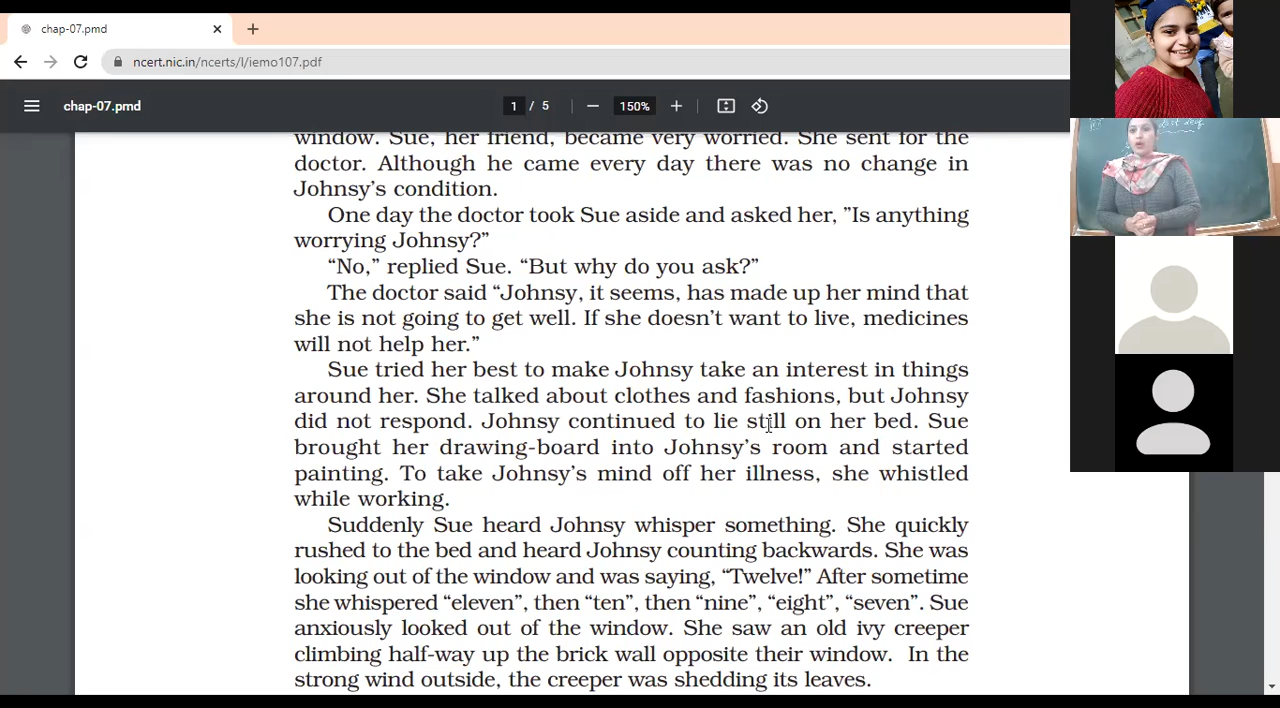 chap-07.pmd
ncert.nic.in/ncerts/l/iemo107.pdf
chap-07.pmd
1 / 5
150%
window. Sue, her friend, became very worried. She sent for the
doctor. Although he came every day there was no change in
Johnsy’s condition.
One day the doctor took Sue aside and asked her, ”Is anything
worrying Johnsy?”
“No,” replied Sue. “But why do you ask?”
The doctor said “Johnsy, it seems, has made up her mind that
she is not going to get well. If she doesn’t want to live, medicines
will not help her.”
Sue tried her best to make Johnsy take an interest in things
around her. She talked about clothes and fashions, but Johnsy
did not respond. Johnsy continued to lie still on her bed. Sue
brought her drawing-board into Johnsy’s room and started
painting. To take Johnsy’s mind off her illness, she whistled
while working.
Suddenly Sue heard Johnsy whisper something. She quickly
rushed to the bed and heard Johnsy counting backwards. She was
looking out of the window and was saying, “Twelve!” After sometime
she whispered “eleven”, then “ten”, then “nine”, “eight”, “seven”. Sue
anxiously looked out of the window. She saw an old ivy creeper
climbing half-way up the brick wall opposite their window. In the
strong wind outside, the creeper was shedding its leaves.